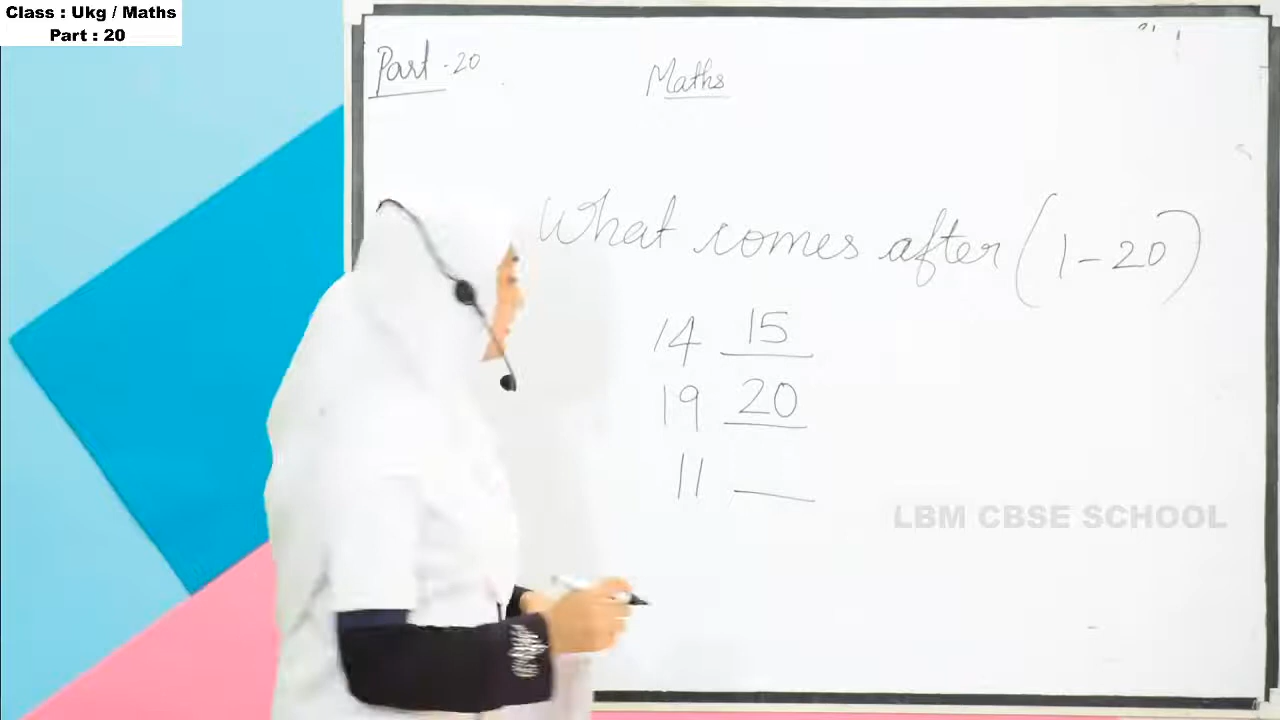 Class : Ukg / Maths
Part : 20
Part - 20
Maths
What comes after (1-20)
14 15
19 20
11 __
LBM CBSE SCHOOL